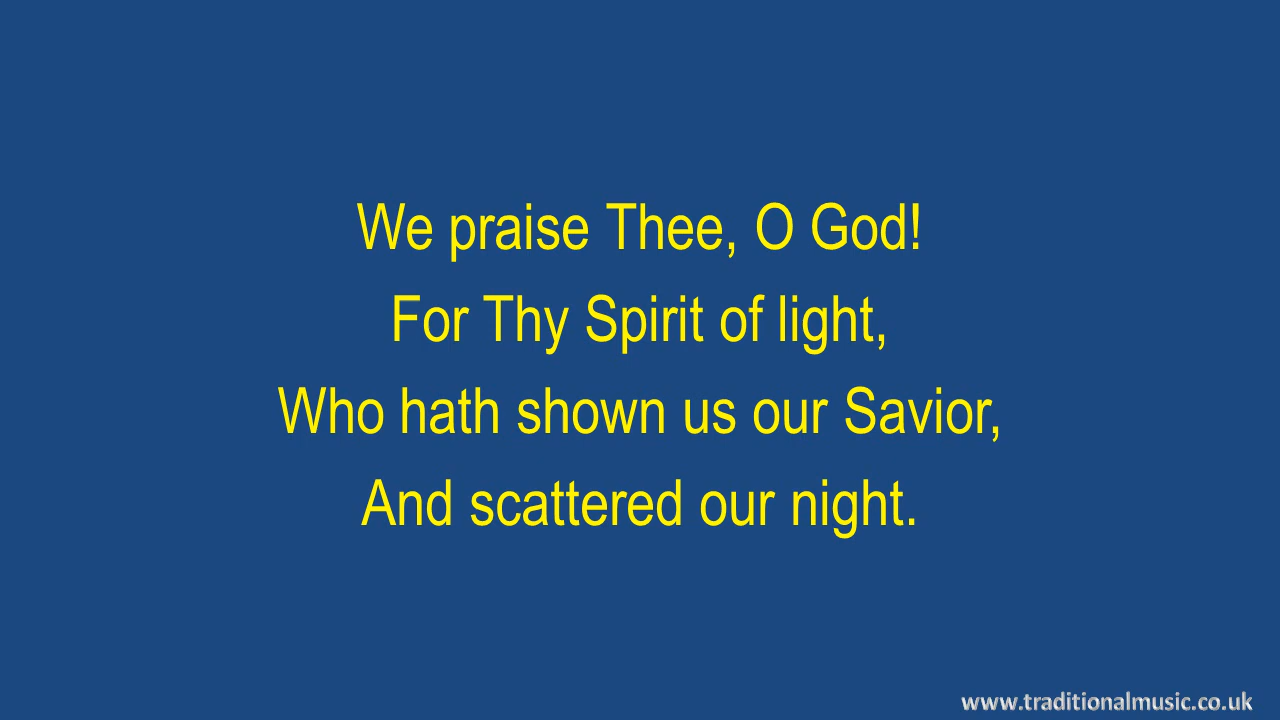 We praise Thee, O God!
For Thy Spirit of light,
Who hath shown us our Savior,
And scattered our night.
www.traditionalmusic.co.uk